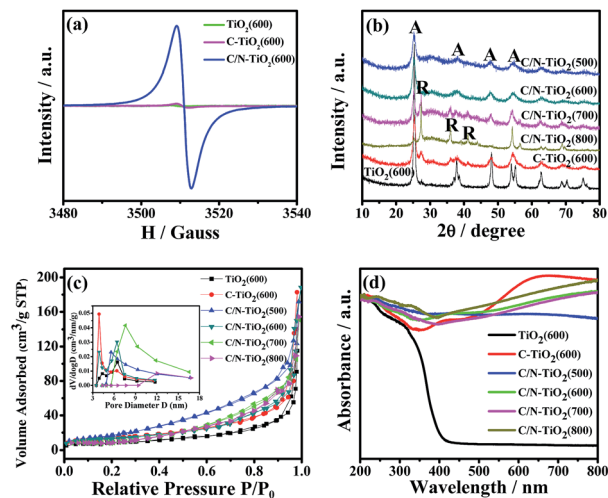 (a)
TiO2(600)
C-TiO2(600)
C/N-TiO2(600)
Intensity / a.u.
3480 3500 3520 3540
H / Gauss
(b)
A
A A A
C/N-TiO2(500)
C/N-TiO2(600)
R
C/N-TiO2(700)
R R
C/N-TiO2(800)
C-TiO2(600)
TiO2(600)
Intensity / a.u.
10 20 30 40 50 60 70 80
2θ / degree
(c)
TiO2(600)
C-TiO2(600)
C/N-TiO2(500)
C/N-TiO2(600)
C/N-TiO2(700)
C/N-TiO2(800)
Volume Adsorbed (cm3/g STP)
200
160
120
80
40
0
0.0 0.2 0.4 0.6 0.8 1.0
Relative Pressure P/P0
dV/dlogD (cm3/nm/g)
0.05
0.04
0.03
0.02
0.01
0.00
3 6 9 12 15 18
Pore Diameter D (nm)
(d)
TiO2(600)
C-TiO2(600)
C/N-TiO2(500)
C/N-TiO2(600)
C/N-TiO2(700)
C/N-TiO2(800)
Absorbance / a.u.
200 300 400 500 600 700 800
Wavelength / nm